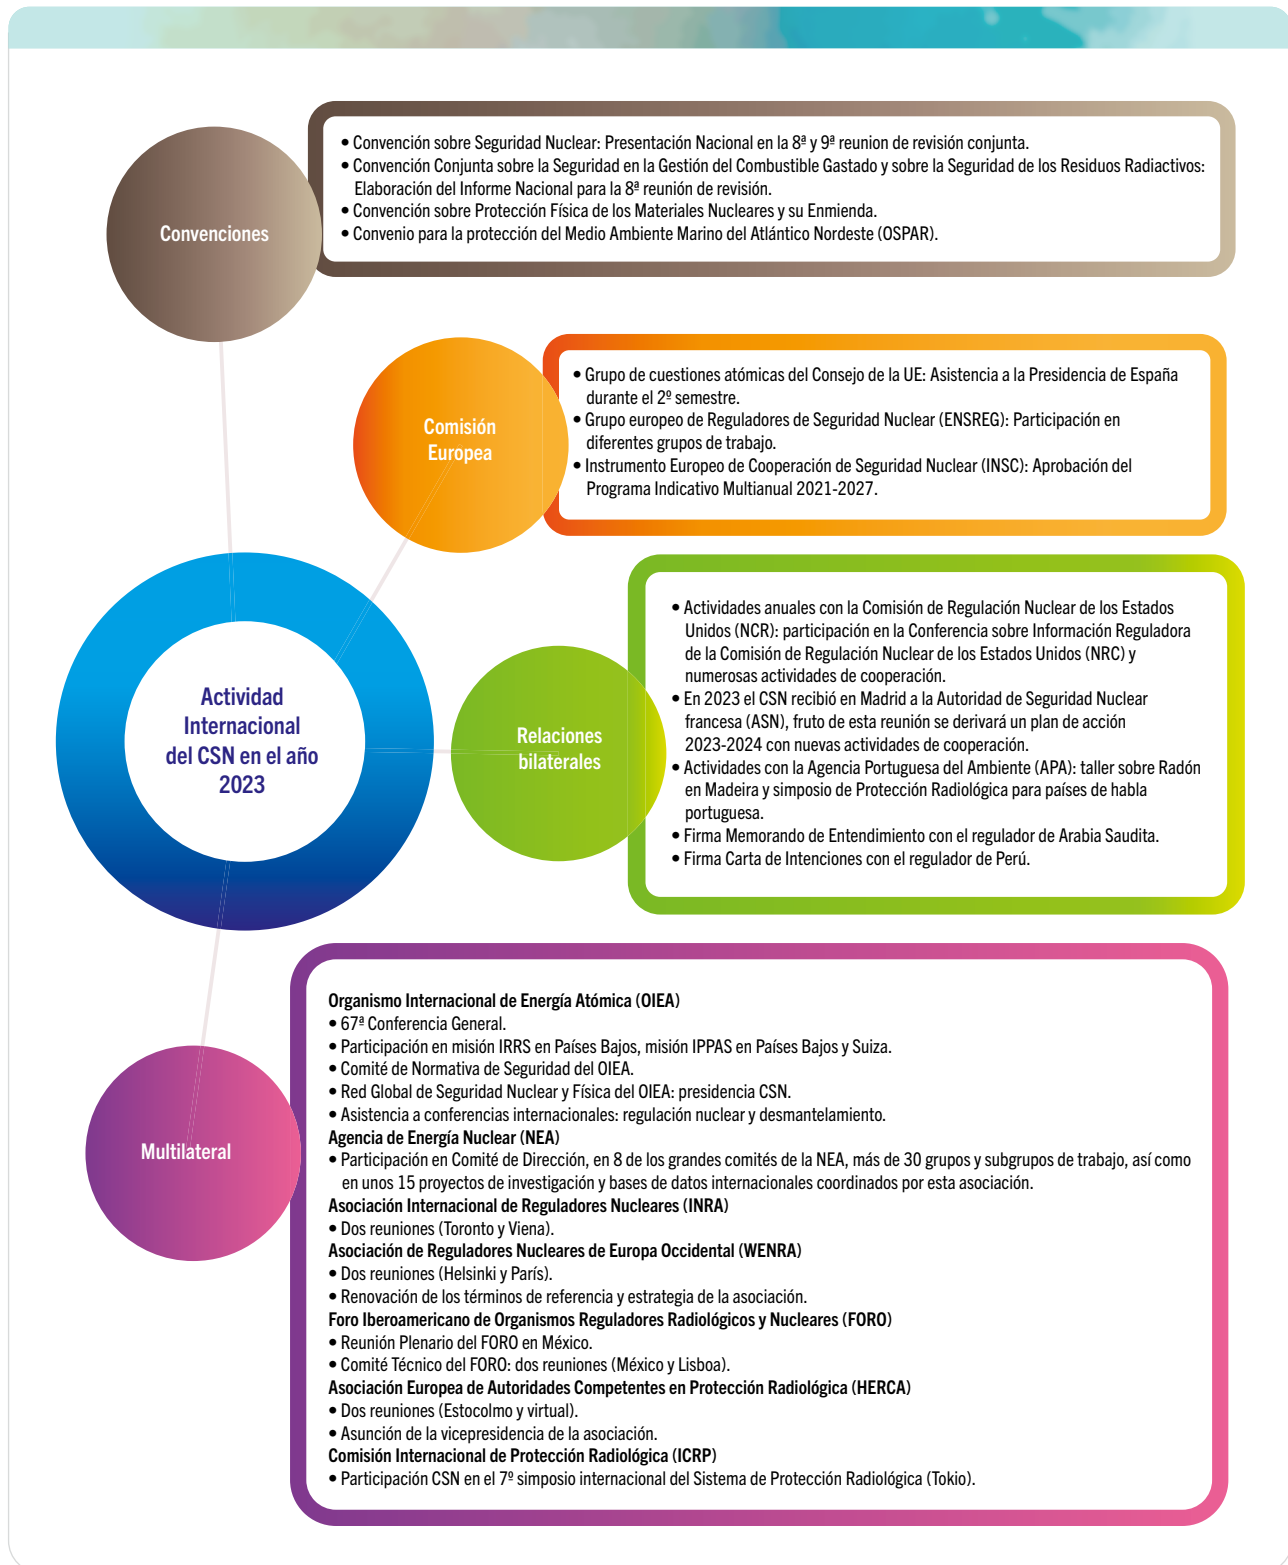 Convenciones
• Convención sobre Seguridad Nuclear: Presentación Nacional en la 8ª y 9ª reunion de revisión conjunta.
• Convención Conjunta sobre la Seguridad en la Gestión del Combustible Gastado y sobre la Seguridad de los Residuos Radiactivos:
Elaboración del Informe Nacional para la 8ª reunión de revisión.
• Convención sobre Protección Física de los Materiales Nucleares y su Enmienda.
• Convenio para la protección del Medio Ambiente Marino del Atlántico Nordeste (OSPAR).
Comisión
Europea
• Grupo de cuestiones atómicas del Consejo de la UE: Asistencia a la Presidencia de España
durante el 2º semestre.
• Grupo europeo de Reguladores de Seguridad Nuclear (ENSREG): Participación en
diferentes grupos de trabajo.
• Instrumento Europeo de Cooperación de Seguridad Nuclear (INSC): Aprobación del
Programa Indicativo Multianual 2021-2027.
Actividad
Internacional
del CSN en el año
2023
Relaciones
bilaterales
• Actividades anuales con la Comisión de Regulación Nuclear de los Estados
Unidos (NCR): participación en la Conferencia sobre Información Reguladora
de la Comisión de Regulación Nuclear de los Estados Unidos (NRC) y
numerosas actividades de cooperación.
• En 2023 el CSN recibió en Madrid a la Autoridad de Seguridad Nuclear
francesa (ASN), fruto de esta reunión se derivará un plan de acción
2023-2024 con nuevas actividades de cooperación.
• Actividades con la Agencia Portuguesa del Ambiente (APA): taller sobre Radón
en Madeira y simposio de Protección Radiológica para países de habla
portuguesa.
• Firma Memorando de Entendimiento con el regulador de Arabia Saudita.
• Firma Carta de Intenciones con el regulador de Perú.
Multilateral
Organismo Internacional de Energía Atómica (OIEA)
• 67ª Conferencia General.
• Participación en misión IRRS en Países Bajos, misión IPPAS en Países Bajos y Suiza.
• Comité de Normativa de Seguridad del OIEA.
• Red Global de Seguridad Nuclear y Física del OIEA: presidencia CSN.
• Asistencia a conferencias internacionales: regulación nuclear y desmantelamiento.
Agencia de Energía Nuclear (NEA)
• Participación en Comité de Dirección, en 8 de los grandes comités de la NEA, más de 30 grupos y subgrupos de trabajo, así como
en unos 15 proyectos de investigación y bases de datos internacionales coordinados por esta asociación.
Asociación Internacional de Reguladores Nucleares (INRA)
• Dos reuniones (Toronto y Viena).
Asociación de Reguladores Nucleares de Europa Occidental (WENRA)
• Dos reuniones (Helsinki y París).
• Renovación de los términos de referencia y estrategia de la asociación.
Foro Iberoamericano de Organismos Reguladores Radiológicos y Nucleares (FORO)
• Reunión Plenario del FORO en México.
• Comité Técnico del FORO: dos reuniones (México y Lisboa).
Asociación Europea de Autoridades Competentes en Protección Radiológica (HERCA)
• Dos reuniones (Estocolmo y virtual).
• Asunción de la vicepresidencia de la asociación.
Comisión Internacional de Protección Radiológica (ICRP)
• Participación CSN en el 7º simposio internacional del Sistema de Protección Radiológica (Tokio).